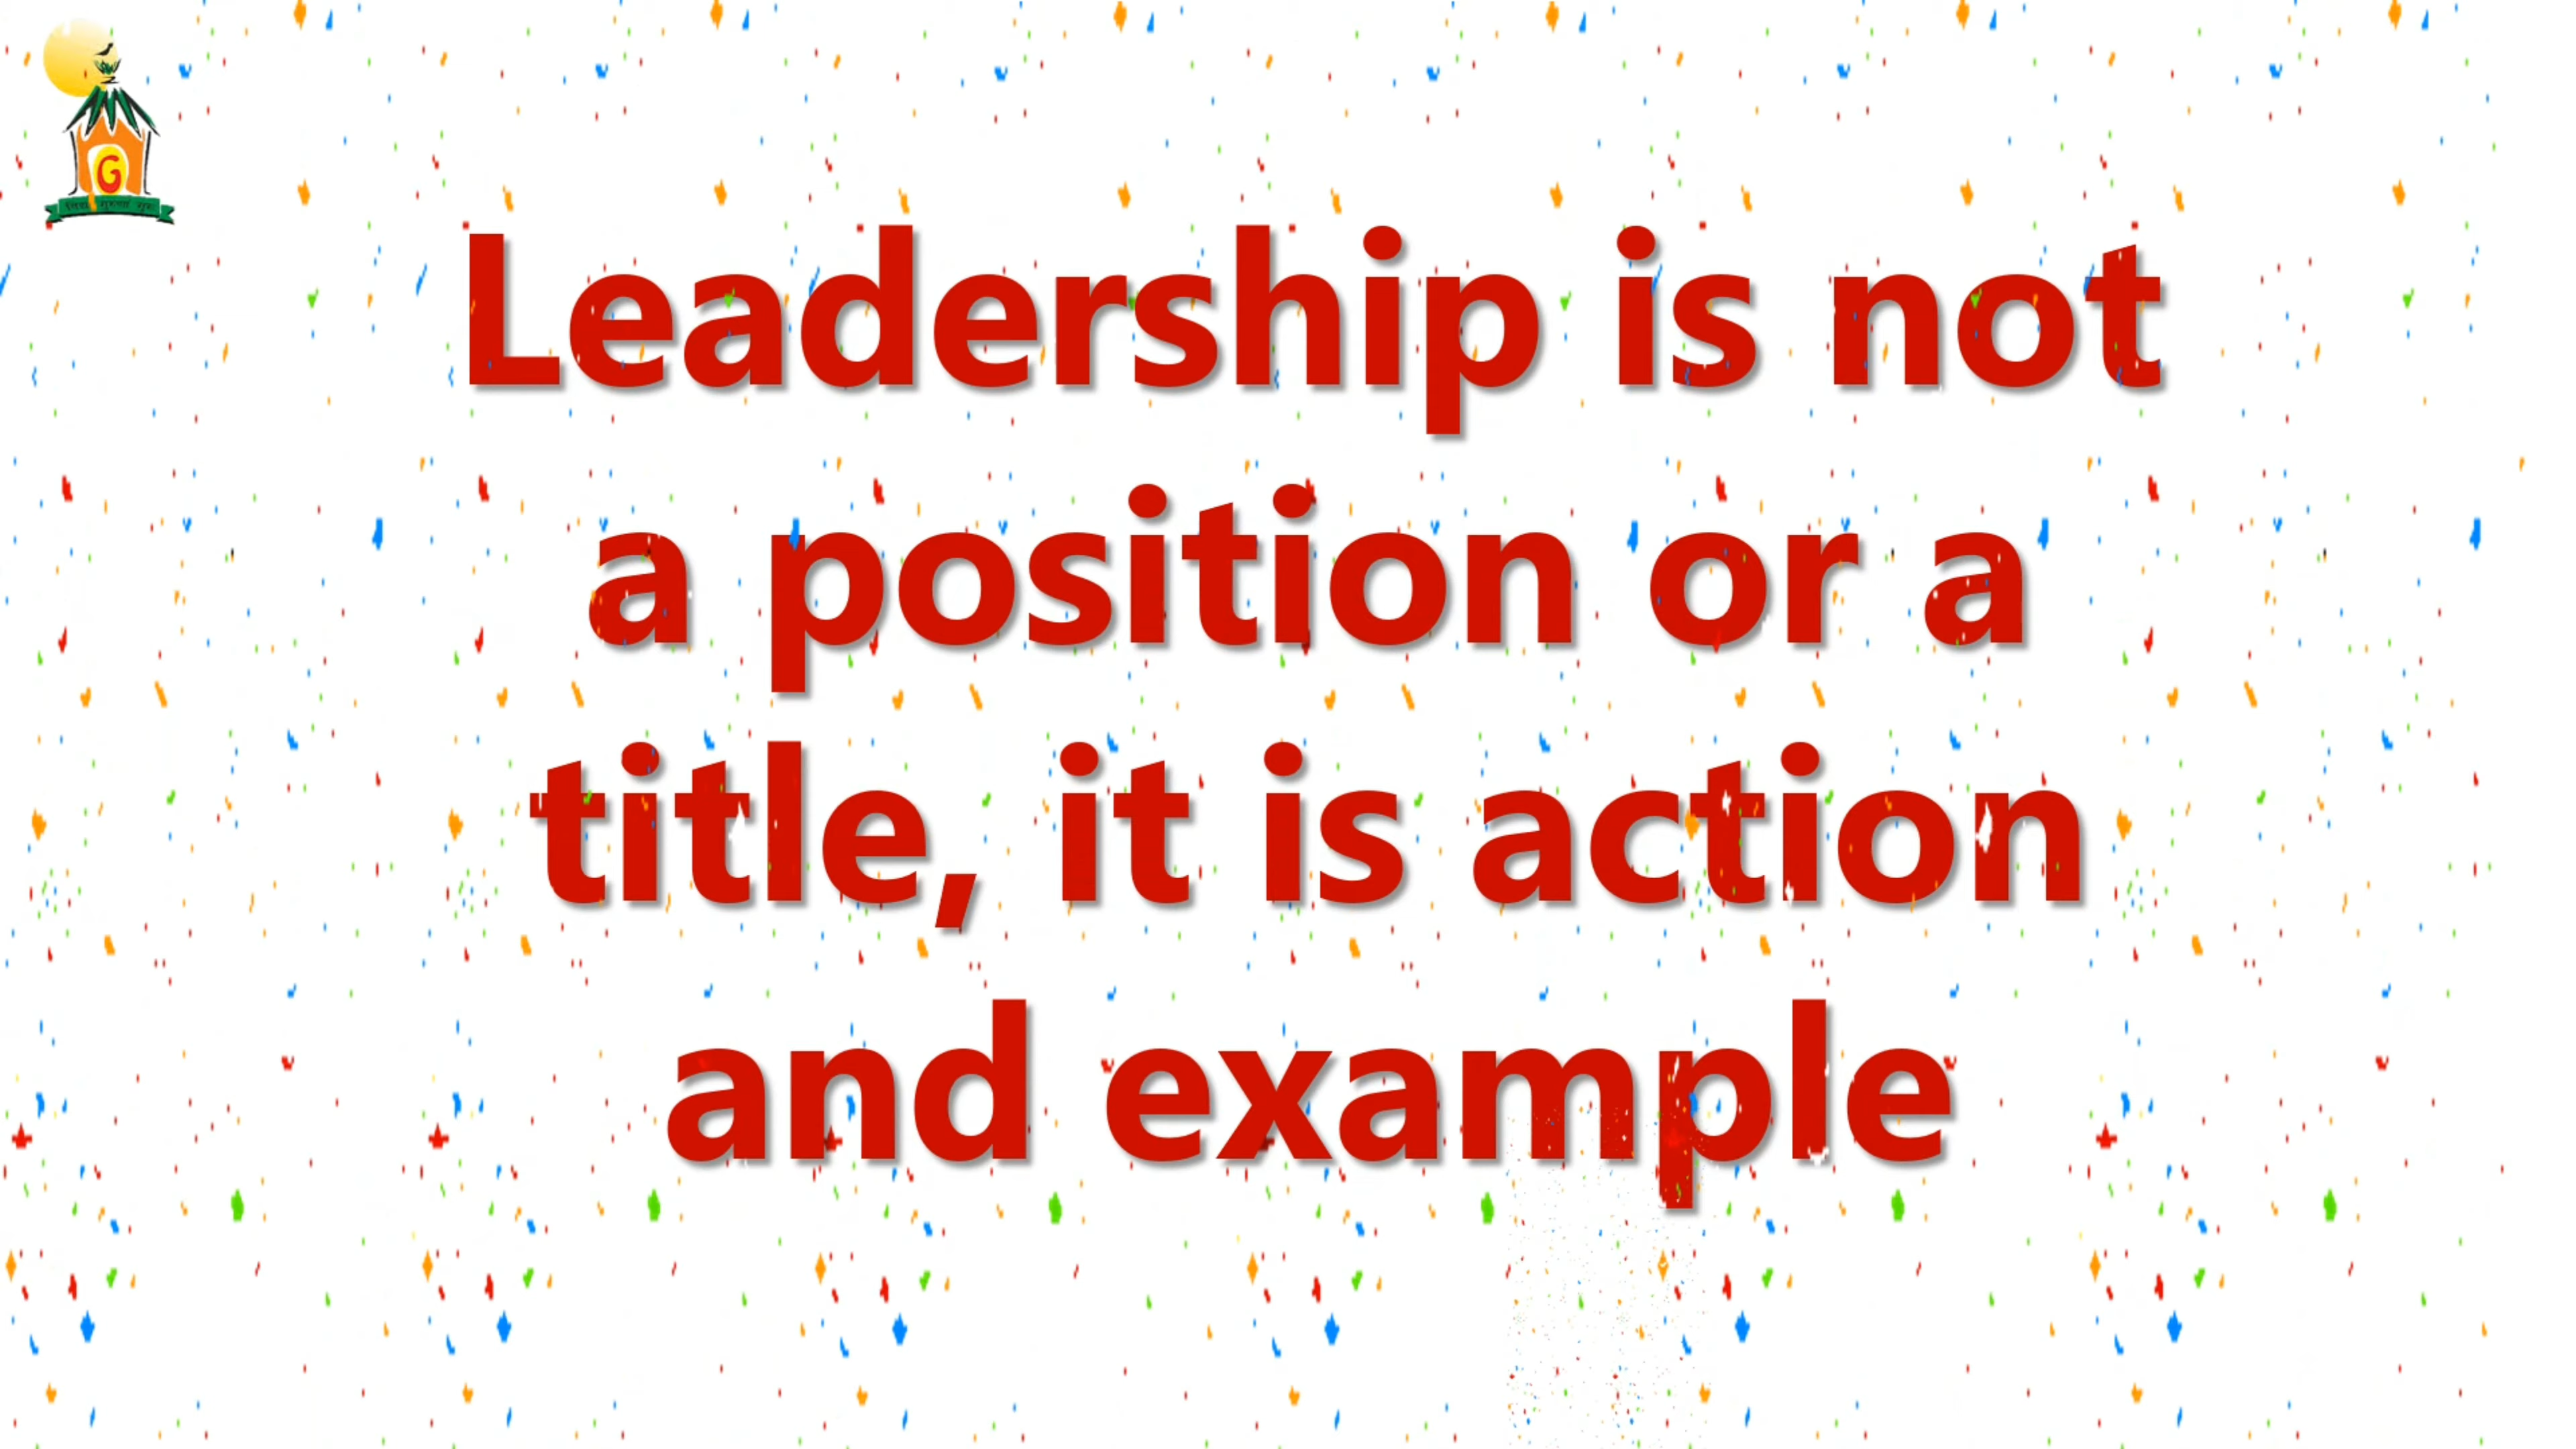 G
Leadership is not
a position or a
title, it is action
and example